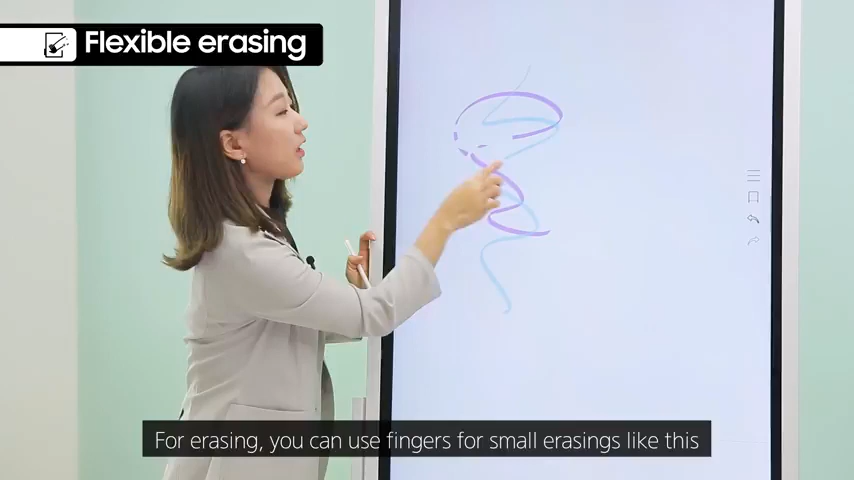 Flexible erasing
For erasing, you can use fingers for small erasings like this